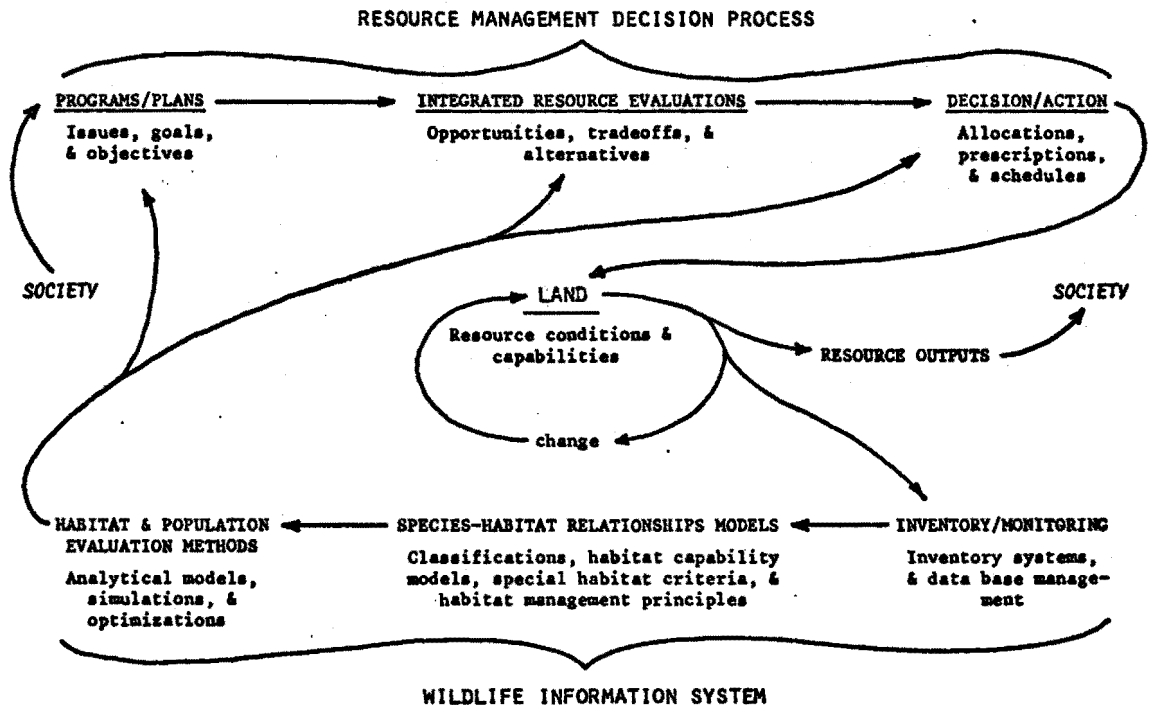 RESOURCE MANAGEMENT DECISION PROCESS
PROGRAMS/PLANS
Issues, goals,
& objectives
INTEGRATED RESOURCE EVALUATIONS
Opportunities, tradeoffs, &
alternatives
DECISION/ACTION
Allocations,
prescriptions,
& schedules
SOCIETY
LAND
Resource conditions &
capabilities
change
RESOURCE OUTPUTS
SOCIETY
HABITAT & POPULATION
EVALUATION METHODS
Analytical models,
simulations, &
optimizations
SPECIES-HABITAT RELATIONSHIPS MODELS
Classifications, habitat capability
models, special habitat criteria, &
habitat management principles
INVENTORY/MONITORING
Inventory systems,
& data base manage-
ment
WILDLIFE INFORMATION SYSTEM